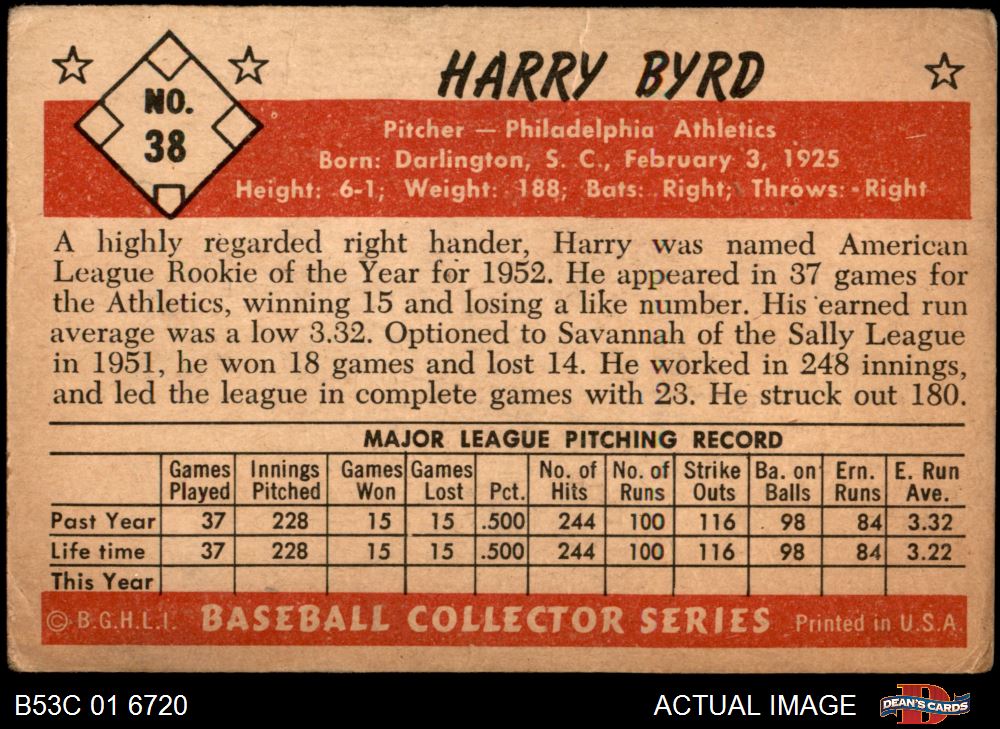 NO.
38
HARRY BYRD
Pitcher — Philadelphia Athletics
Born: Darlington, S. C., February 3, 1925
Height: 6-1; Weight: 188; Bats: Right; Throws: Right
A highly regarded right hander, Harry was named American
League Rookie of the Year for 1952. He appeared in 37 games for
the Athletics, winning 15 and losing a like number. His earned run
average was a low 3.32. Optioned to Savannah of the Sally League
in 1951, he won 18 games and lost 14. He worked in 248 innings,
and led the league in complete games with 23. He struck out 180.
MAJOR LEAGUE PITCHING RECORD
Games Played Innings Pitched Games Won Games Lost Pct. No. of Hits No. of Runs Strike Outs Ba. on Balls Ern. Runs E. Run Ave.
Past Year 37 228 15 15 .500 244 100 116 98 84 3.32
Life time 37 228 15 15 .500 244 100 116 98 84 3.22
This Year
© B.G.H.L.I. BASEBALL COLLECTOR SERIES Printed in U.S.A.
B53C 01 6720 ACTUAL IMAGE D DEAN'S CARDS